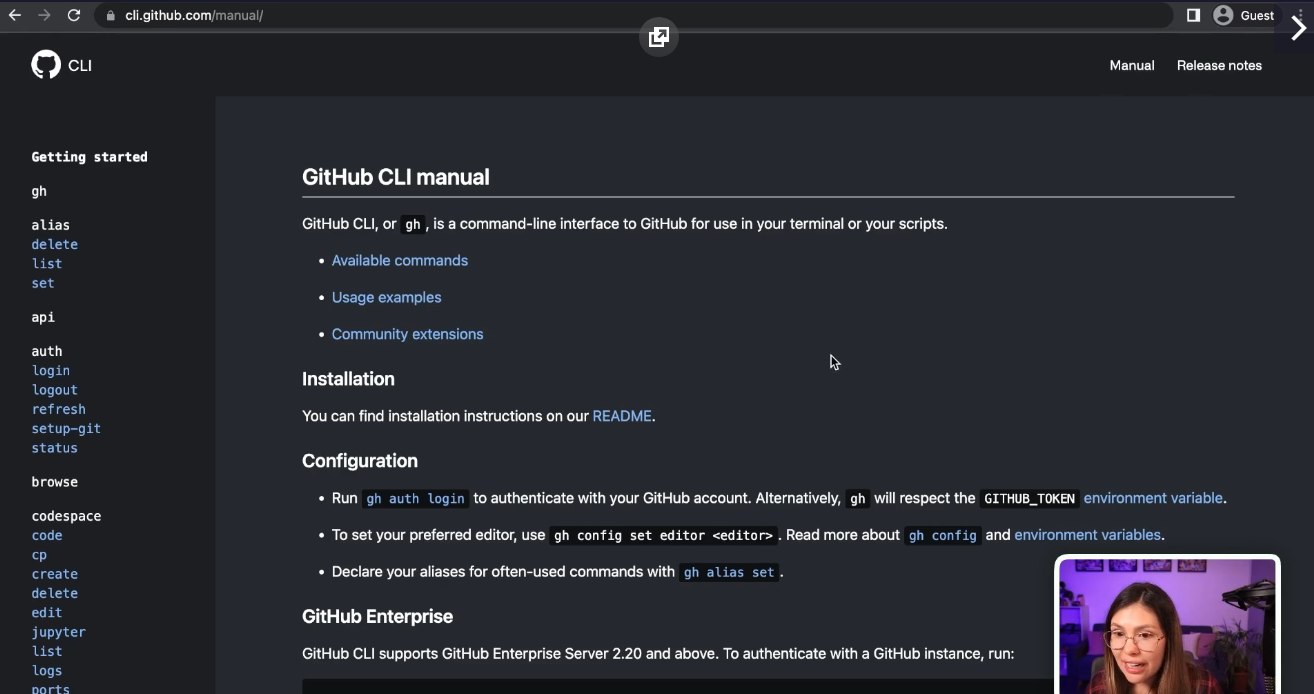 cli.github.com/manual/
Guest
CLI
Manual
Release notes
Getting started
gh
alias
delete
list
set
api
auth
login
logout
refresh
setup-git
status
browse
codespace
code
cp
create
delete
edit
jupyter
list
logs
ports
GitHub CLI manual
GitHub CLI, or gh, is a command-line interface to GitHub for use in your terminal or your scripts.
• Available commands
• Usage examples
• Community extensions
Installation
You can find installation instructions on our README.
Configuration
• Run gh auth login to authenticate with your GitHub account. Alternatively, gh will respect the GITHUB_TOKEN environment variable.
• To set your preferred editor, use gh config set editor <editor>. Read more about gh config and environment variables.
• Declare your aliases for often-used commands with gh alias set.
GitHub Enterprise
GitHub CLI supports GitHub Enterprise Server 2.20 and above. To authenticate with a GitHub instance, run: